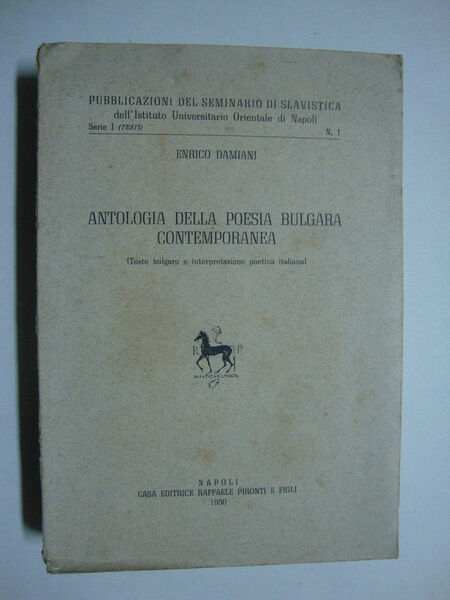 PUBBLICAZIONI DEL SEMINARIO DI SLAVISTICA
dell'Istituto Universitario Orientale di Napoli
Serie I (TESTI) N. 1
ENRICO DAMIANI
ANTOLOGIA DELLA POESIA BULGARA
CONTEMPORANEA
(Testo bulgaro e interpretazione poetica italiana)
R P
NAPOLI
CASA EDITRICE RAFFAELE PIRONTI E FIGLI
1950